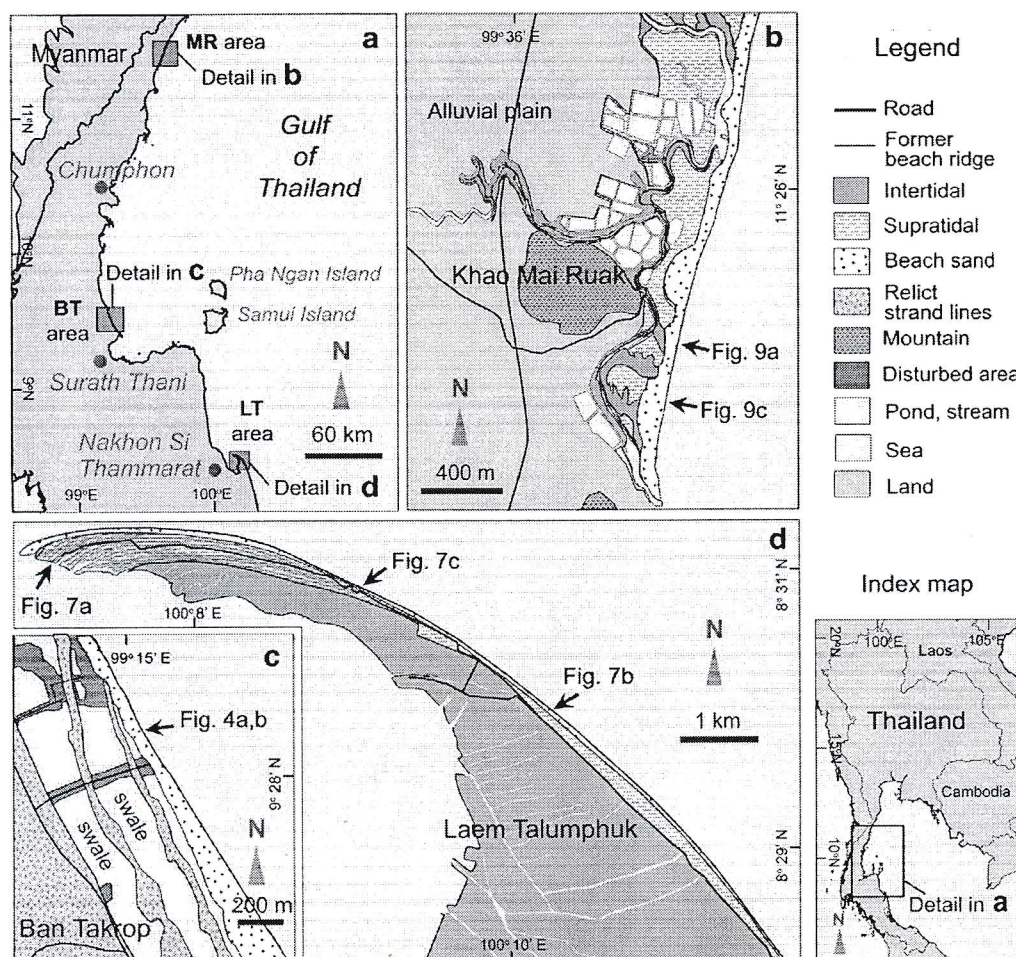 a
Myanmar
MR area
Detail in b
11°N
Gulf
of
Thailand
Chumphon
10°N
Detail in c
Pha Ngan Island
BT
area
Samui Island
Surath Thani
N
9°N
LT
area
60 km
Nakhon Si
Thammarat
99°E
100°E
Detail in d
b
99° 36' E
Alluvial plain
11° 26' N
Khao Mai Ruak
Fig. 9a
N
Fig. 9c
400 m
Legend
Road
Former
beach ridge
Intertidal
Supratidal
Beach sand
Relict
strand lines
Mountain
Disturbed area
Pond, stream
Sea
Land
d
Fig. 7c
Fig. 7a
100° 8' E
8° 31' N
N
Fig. 7b
1 km
Laem Talumphuk
8° 29' N
100° 10' E
c
99° 15' E
Fig. 4a,b
9° 28' N
swale
swale
N
200 m
Ban Takrop
Index map
20°N
100°E
105°E
Laos
Thailand
15°N
Cambodia
10°N
Detail in a
N